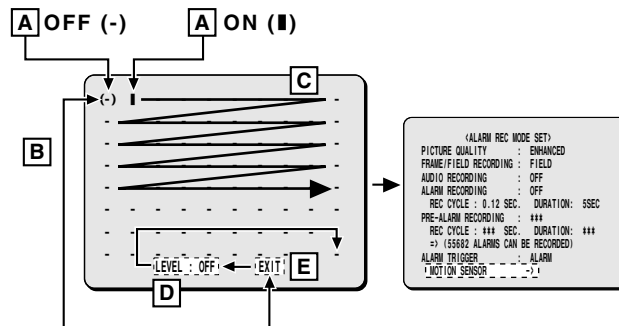 A OFF (-)
A ON (▮)
C
(-) ▮ -
- -
- -
- -
- -
- - - - - - - - -
- - - - - - - - -
-
B
LEVEL : OFF
EXIT
E
D
<ALARM REC MODE SET>
PICTURE QUALITY : ENHANCED
FRAME/FIELD RECORDING : FIELD
AUDIO RECORDING : OFF
ALARM RECORDING : OFF
REC CYCLE : 0.12 SEC. DURATION: 5SEC
PRE-ALARM RECORDING : ***
REC CYCLE : *** SEC. DURATION: ***
=> (55682 ALARMS CAN BE RECORDED)
ALARM TRIGGER : ALARM
MOTION SENSOR ->